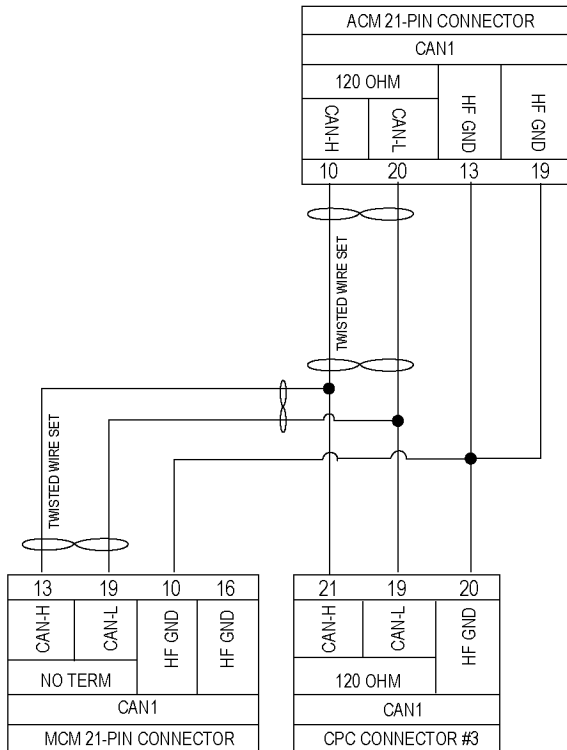 ACM 21-PIN CONNECTOR
CAN1
120 OHM
CAN-H
CAN-L
HF GND
HF GND
10
20
13
19
TWISTED WIRE SET
TWISTED WIRE SET
13
19
10
16
CAN-H
CAN-L
HF GND
HF GND
NO TERM
CAN1
MCM 21-PIN CONNECTOR
21
19
20
CAN-H
CAN-L
HF GND
120 OHM
CAN1
CPC CONNECTOR #3